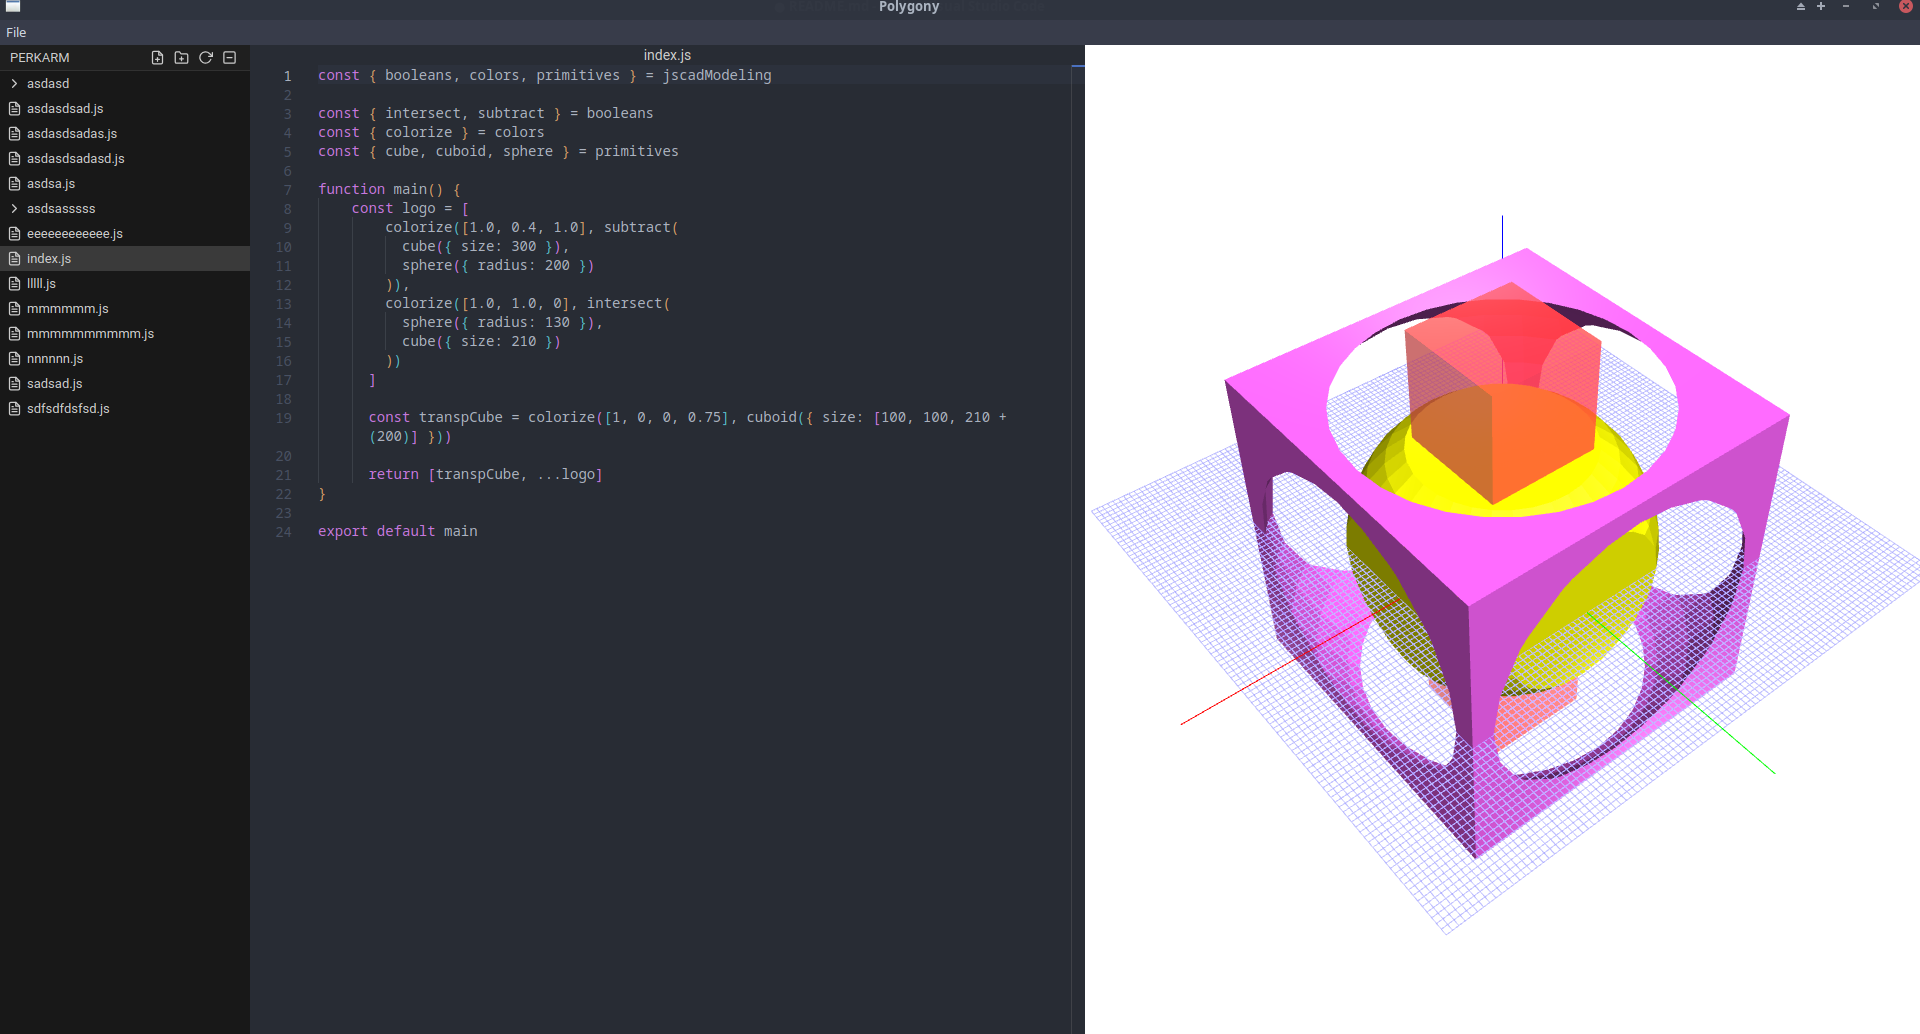 Polygony
File
PERKARM
asdasd
asdasdsad.js
asdasdsadas.js
asdasdsadasd.js
asdsa.js
asdsasssss
eeeeeeeeeeee.js
index.js
lllll.js
mmmmmm.js
mmmmmmmmmm.js
nnnnnn.js
sadsad.js
sdfsdfdsfsd.js
index.js
1 const { booleans, colors, primitives } = jscadModeling
2
3 const { intersect, subtract } = booleans
4 const { colorize } = colors
5 const { cube, cuboid, sphere } = primitives
6
7 function main() {
8 const logo = [
9 colorize([1.0, 0.4, 1.0], subtract(
10 cube({ size: 300 }),
11 sphere({ radius: 200 })
12 )),
13 colorize([1.0, 1.0, 0], intersect(
14 sphere({ radius: 130 }),
15 cube({ size: 210 })
16 ))
17 ]
18
19 const transpCube = colorize([1, 0, 0, 0.75], cuboid({ size: [100, 100, 210 +
(200)] }))
20
21 return [transpCube, ...logo]
22 }
23
24 export default main